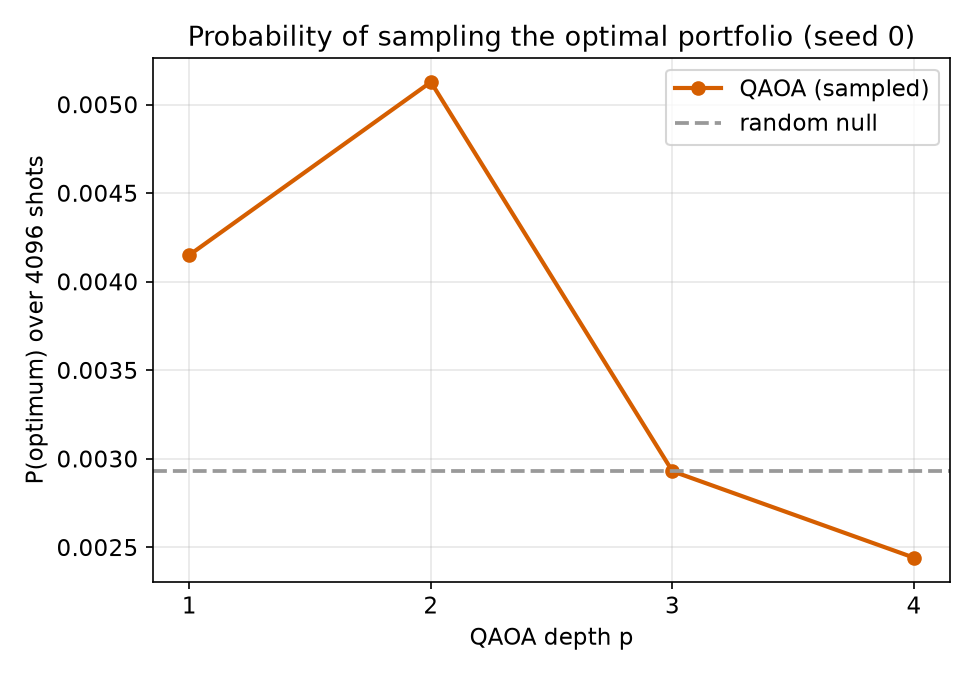 Probability of sampling the optimal portfolio (seed 0)
QAOA (sampled)
random null
P(optimum) over 4096 shots
0.0050
0.0045
0.0040
0.0035
0.0030
0.0025
1 2 3 4
QAOA depth p